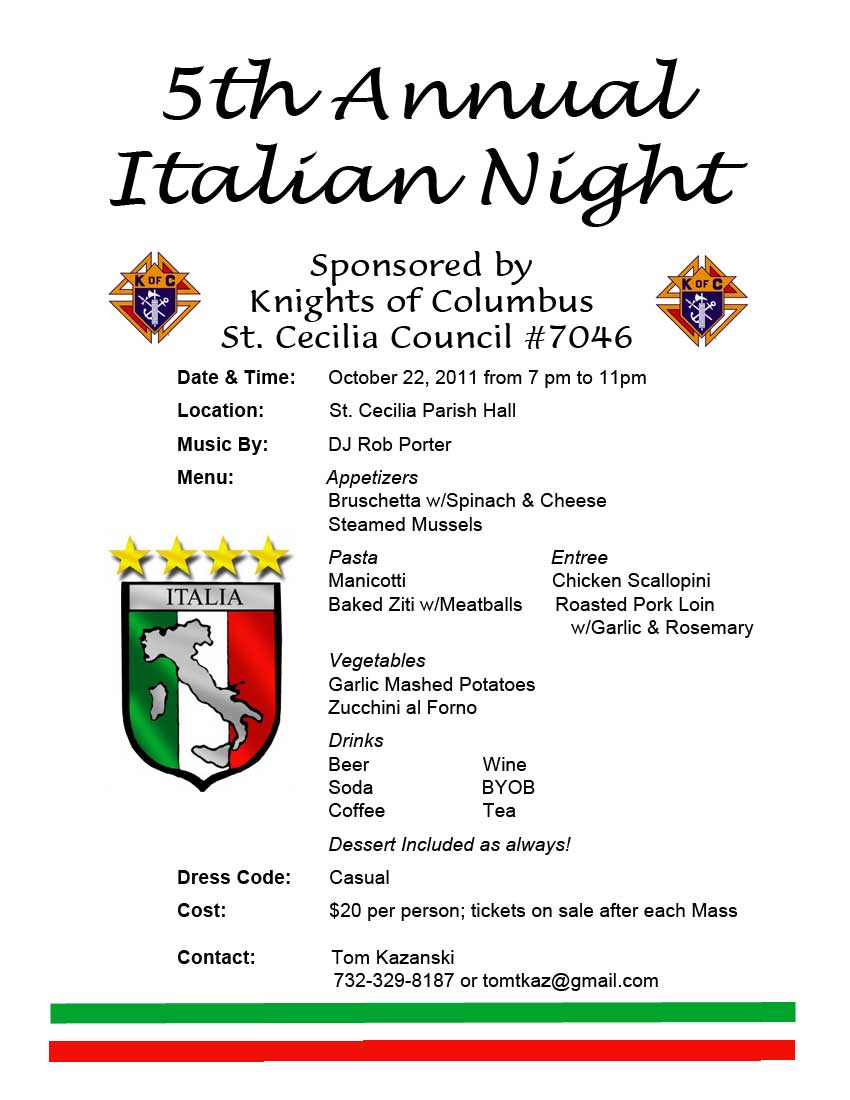 5th Annual
Italian Night
Sponsored by
Knights of Columbus
St. Cecilia Council #7046
K OF C
K OF C
Date & Time: October 22, 2011 from 7 pm to 11pm
Location: St. Cecilia Parish Hall
Music By: DJ Rob Porter
Menu: Appetizers
Bruschetta w/Spinach & Cheese
Steamed Mussels
Pasta Entree
Manicotti Chicken Scallopini
Baked Ziti w/Meatballs Roasted Pork Loin
w/Garlic & Rosemary
ITALIA
Vegetables
Garlic Mashed Potatoes
Zucchini al Forno
Drinks
Beer Wine
Soda BYOB
Coffee Tea
Dessert Included as always!
Dress Code: Casual
Cost: $20 per person; tickets on sale after each Mass
Contact: Tom Kazanski
732-329-8187 or tomtkaz@gmail.com